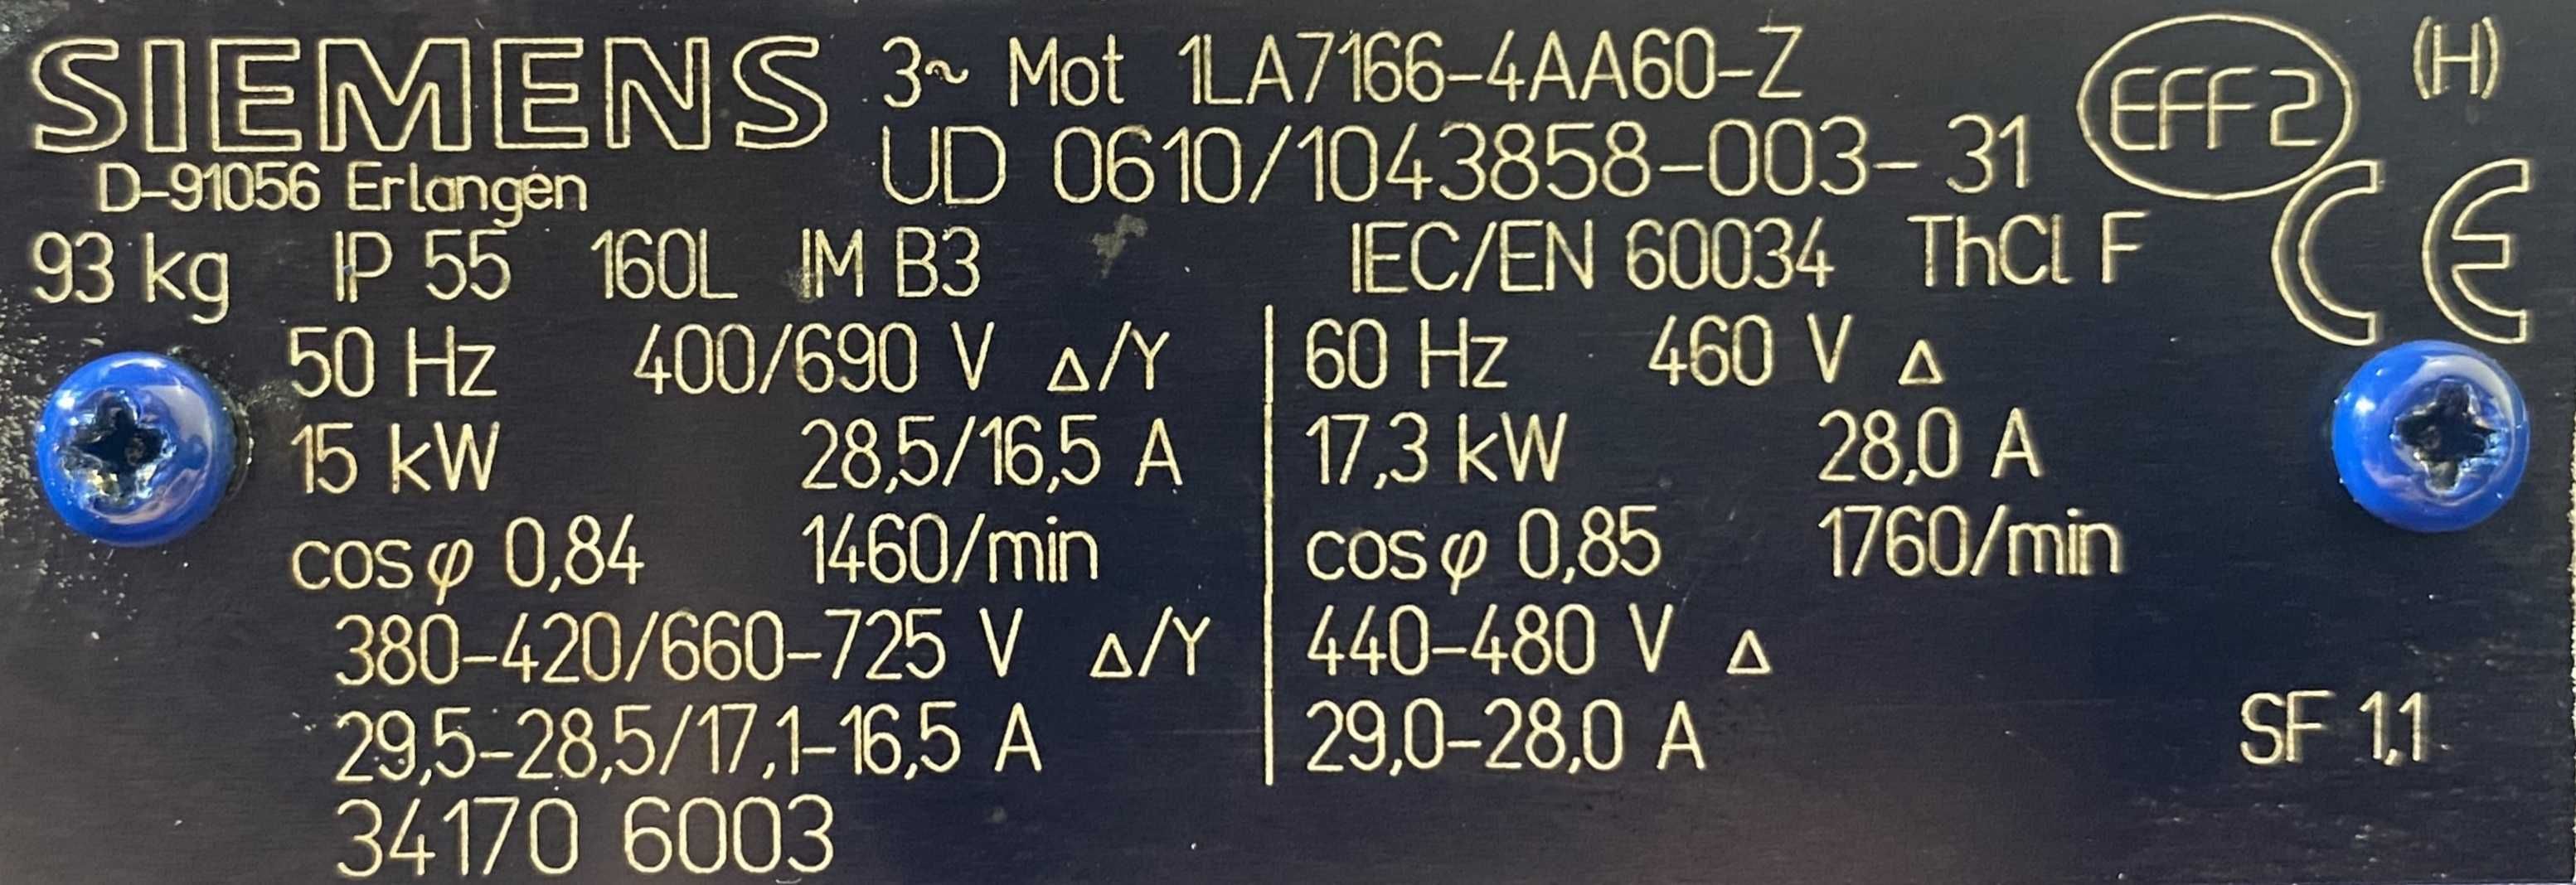 SIEMENS 3~ Mot 1LA7166-4AA60-Z EFF2 (H)
D-91056 Erlangen UD 0610/1043858-003-31 CE
93 kg IP 55 160L IM B3 IEC/EN 60034 ThCl F
50 Hz 400/690 V Δ/Y 60 Hz 460 V Δ
15 kW 28,5/16,5 A 17,3 kW 28,0 A
cosφ 0,84 1460/min cosφ 0,85 1760/min
380-420/660-725 V Δ/Y 440-480 V Δ
29,5-28,5/17,1-16,5 A 29,0-28,0 A SF 1,1
34170 6003